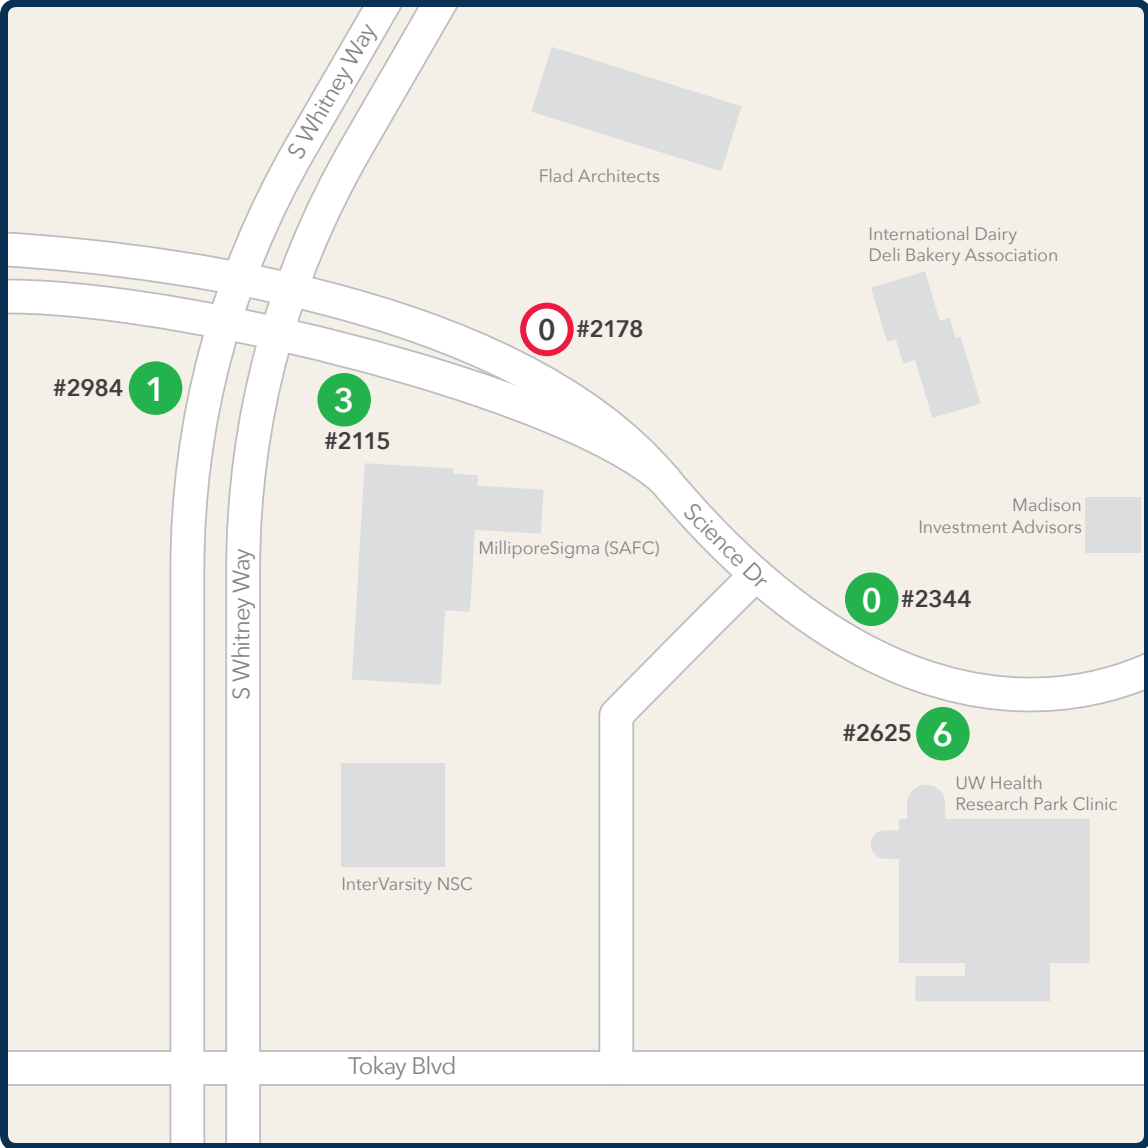 S Whitney Way
Flad Architects
International Dairy
Deli Bakery Association
0 #2178
#2984 1
3
#2115
Madison
Investment Advisors
Science Dr
MilliporeSigma (SAFC)
S Whitney Way
0 #2344
#2625 6
UW Health
Research Park Clinic
InterVarsity NSC
Tokay Blvd